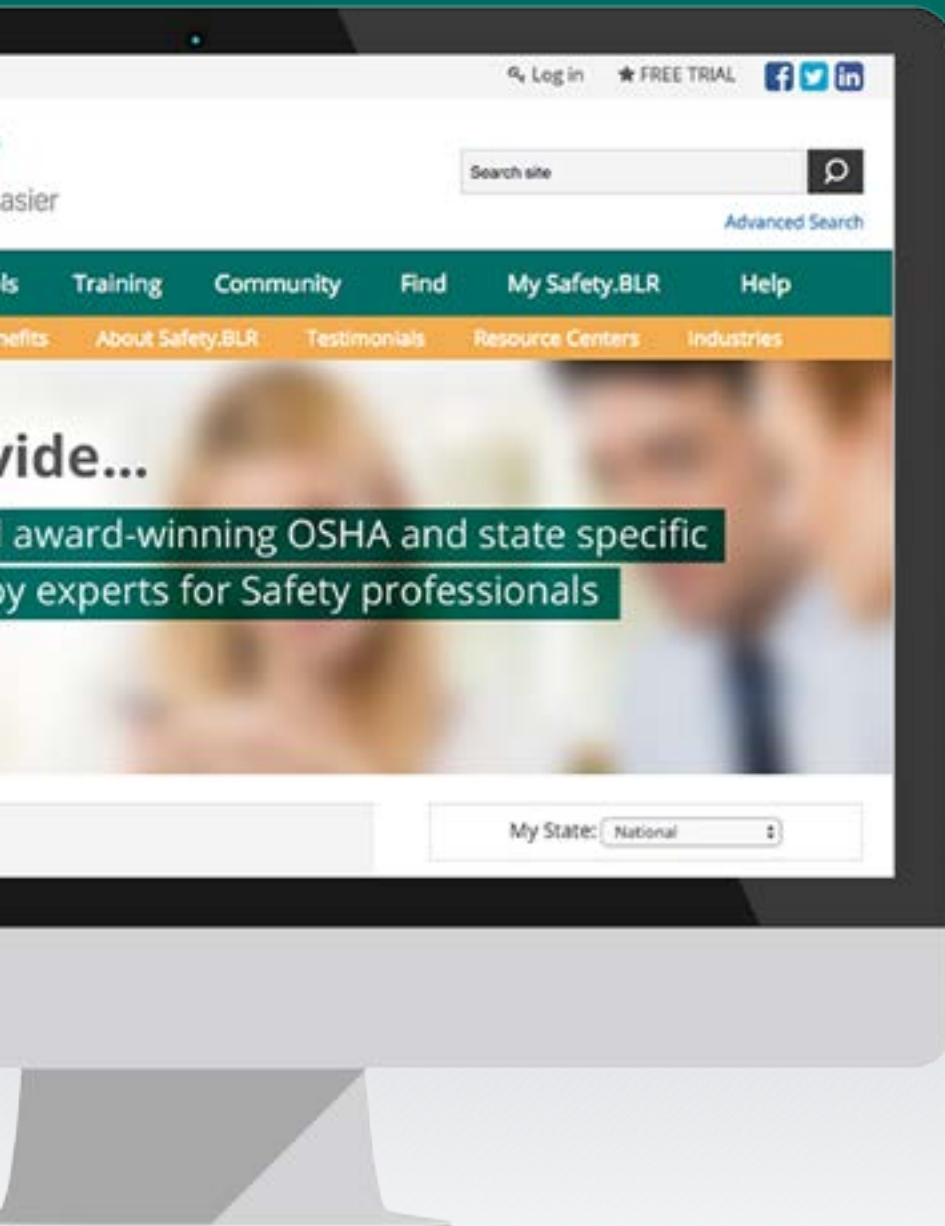 Log in FREE TRIAL
asier
Search site
Advanced Search
ls Training Community Find My Safety.BLR Help
nefits About Safety.BLR Testimonials Resource Centers Industries
vide...
l award-winning OSHA and state specific
by experts for Safety professionals
My State: National